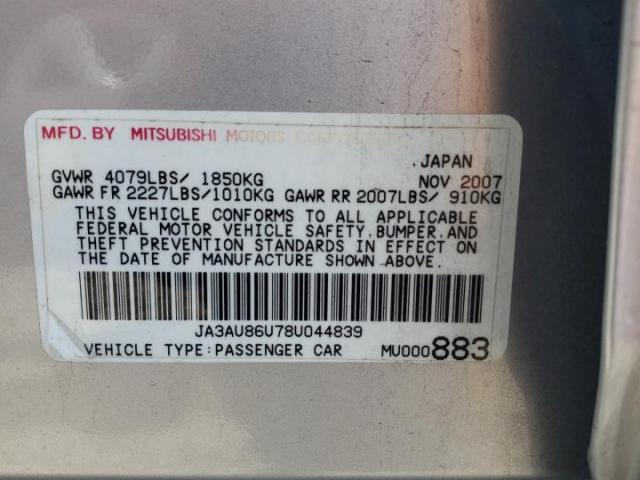 MFD. BY MITSUBISHI MOTORS CORPORATION
.JAPAN
GVWR 4079LBS/ 1850KG NOV 2007
GAWR FR 2227LBS/1010KG GAWR RR 2007LBS/ 910KG
THIS VEHICLE CONFORMS TO ALL APPLICABLE
FEDERAL MOTOR VEHICLE SAFETY.BUMPER.AND
THEFT PREVENTION STANDARDS IN EFFECT ON
THE DATE OF MANUFACTURE SHOWN ABOVE.
JA3AU86U78U044839
VEHICLE TYPE:PASSENGER CAR MU000883